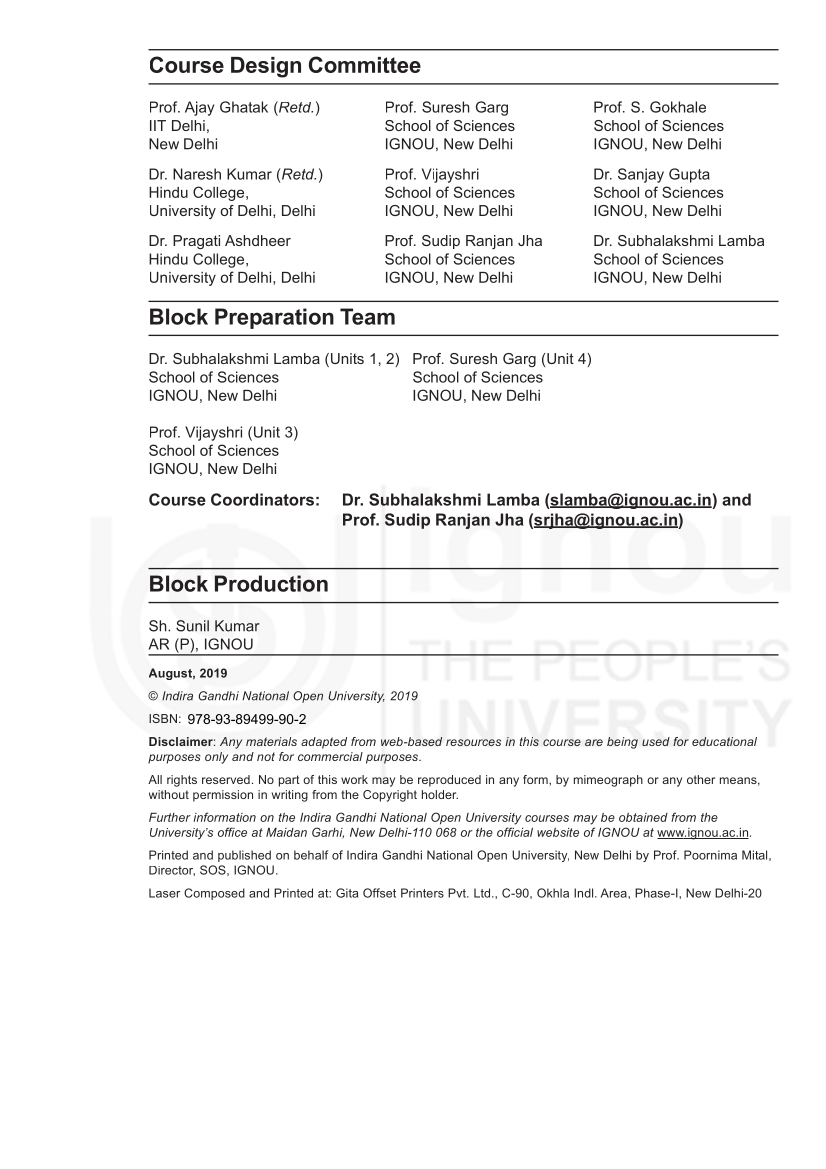 Course Design Committee
Prof. Ajay Ghatak (Retd.)
IIT Delhi,
New Delhi
Prof. Suresh Garg
School of Sciences
IGNOU, New Delhi
Prof. S. Gokhale
School of Sciences
IGNOU, New Delhi
Dr. Naresh Kumar (Retd.)
Hindu College,
University of Delhi, Delhi
Prof. Vijayshri
School of Sciences
IGNOU, New Delhi
Dr. Sanjay Gupta
School of Sciences
IGNOU, New Delhi
Dr. Pragati Ashdheer
Hindu College,
University of Delhi, Delhi
Prof. Sudip Ranjan Jha
School of Sciences
IGNOU, New Delhi
Dr. Subhalakshmi Lamba
School of Sciences
IGNOU, New Delhi
Block Preparation Team
Dr. Subhalakshmi Lamba (Units 1, 2)
School of Sciences
IGNOU, New Delhi
Prof. Suresh Garg (Unit 4)
School of Sciences
IGNOU, New Delhi
Prof. Vijayshri (Unit 3)
School of Sciences
IGNOU, New Delhi
Course Coordinators: Dr. Subhalakshmi Lamba (slamba@ignou.ac.in) and
Prof. Sudip Ranjan Jha (srjha@ignou.ac.in)
Block Production
Sh. Sunil Kumar
AR (P), IGNOU
August, 2019
© Indira Gandhi National Open University, 2019
ISBN: 978-93-89499-90-2
Disclaimer: Any materials adapted from web-based resources in this course are being used for educational
purposes only and not for commercial purposes.
All rights reserved. No part of this work may be reproduced in any form, by mimeograph or any other means,
without permission in writing from the Copyright holder.
Further information on the Indira Gandhi National Open University courses may be obtained from the
University's office at Maidan Garhi, New Delhi-110 068 or the official website of IGNOU at www.ignou.ac.in.
Printed and published on behalf of Indira Gandhi National Open University, New Delhi by Prof. Poornima Mital,
Director, SOS, IGNOU.
Laser Composed and Printed at: Gita Offset Printers Pvt. Ltd., C-90, Okhla Indl. Area, Phase-I, New Delhi-20
ignou
THE PEOPLE'S
UNIVERSITY